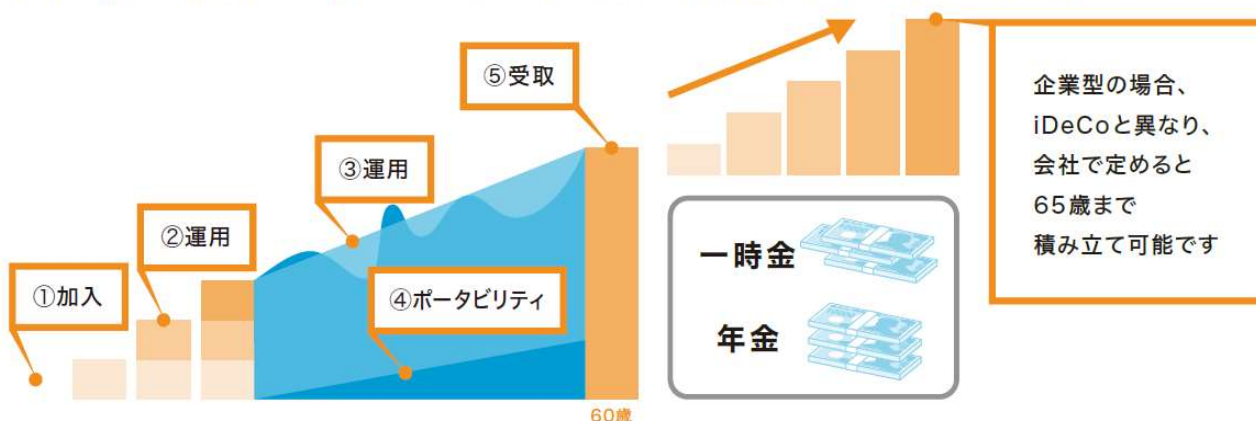 ①加入
②運用
③運用
④ポータビリティ
⑤受取
60歳
一時金
年金
企業型の場合、
iDeCoと異なり、
会社で定めると
65歳まで
積み立て可能です